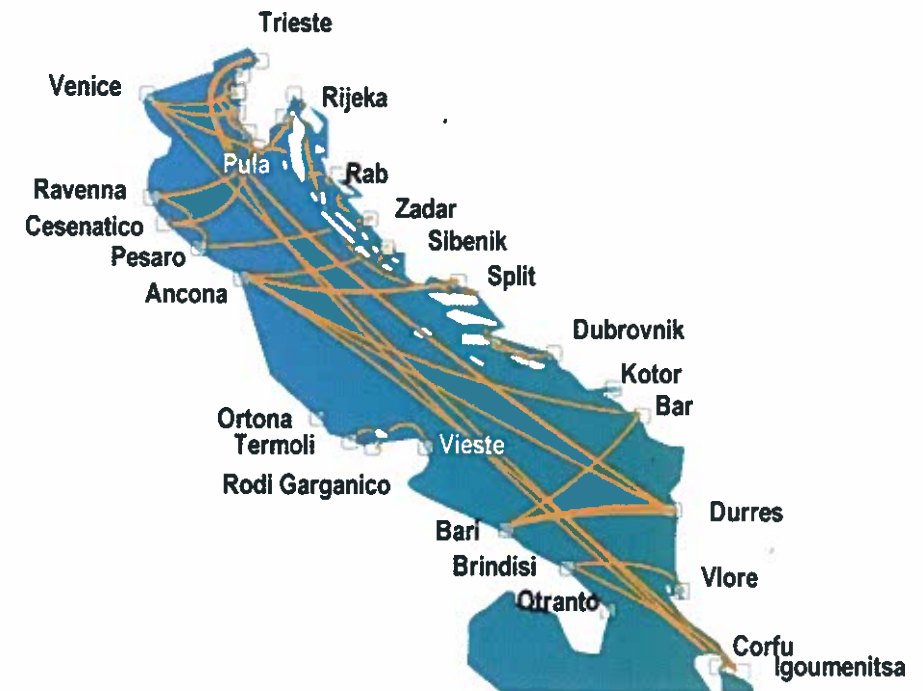 Trieste
Venice
Rijeka
Pula
Rab
Ravenna
Zadar
Cesenatico
Sibenik
Pesaro
Split
Ancona
Dubrovnik
Kotor
Bar
Ortona
Termoli
Vieste
Rodi Garganico
Durres
Bari
Brindisi
Vlore
Otranto
Corfu
Igoumenitsa